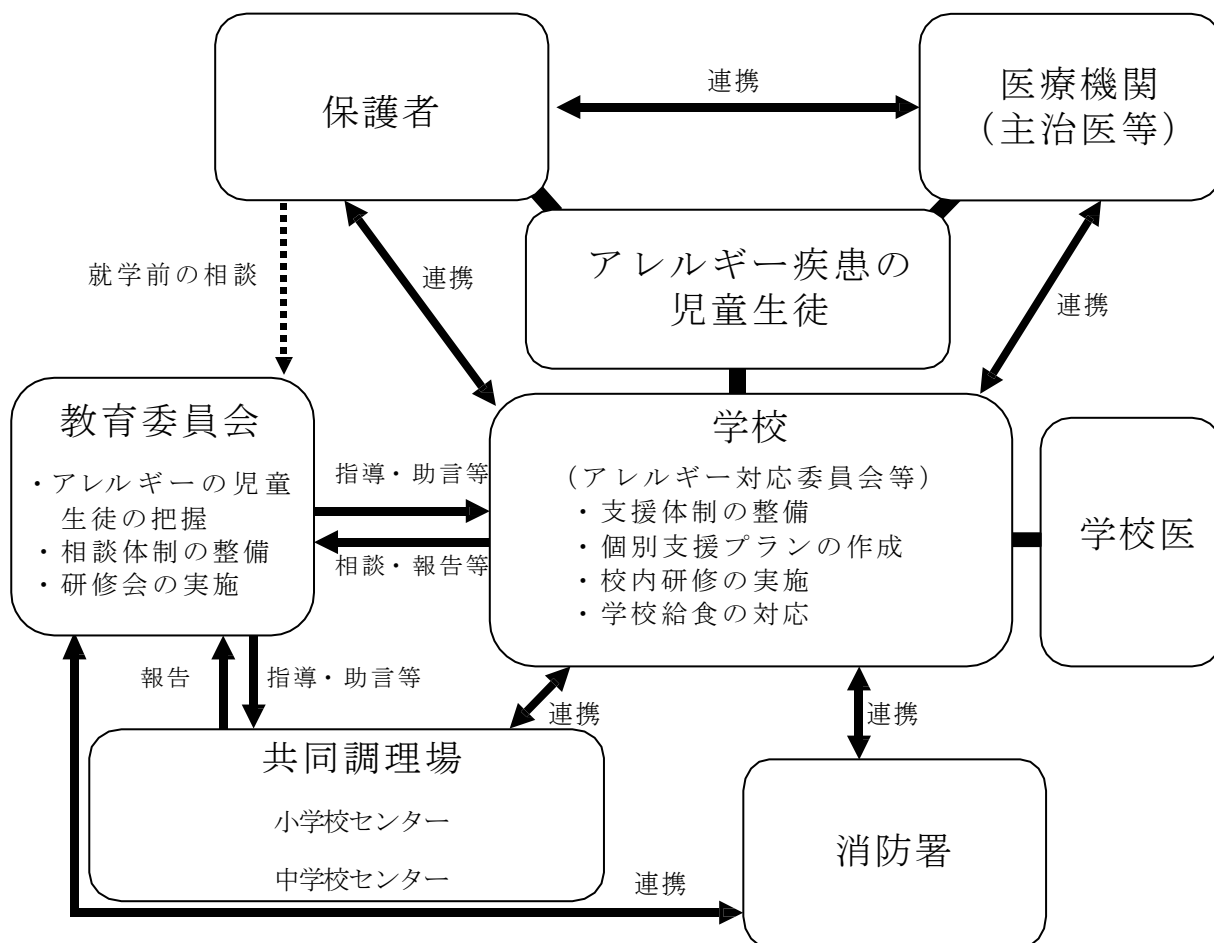 保護者
連携
医療機関
(主治医等)
就学前の相談
連携
アレルギー疾患の
児童生徒
連携
教育委員会
・アレルギーの児童
生徒の把握
・相談体制の整備
・研修会の実施
指導・助言等
相談・報告等
学校
(アレルギー対応委員会等)
・支援体制の整備
・個別支援プランの作成
・校内研修の実施
・学校給食の対応
学校医
報告
指導・助言等
連携
連携
共同調理場
小学校センター
中学校センター
連携
消防署